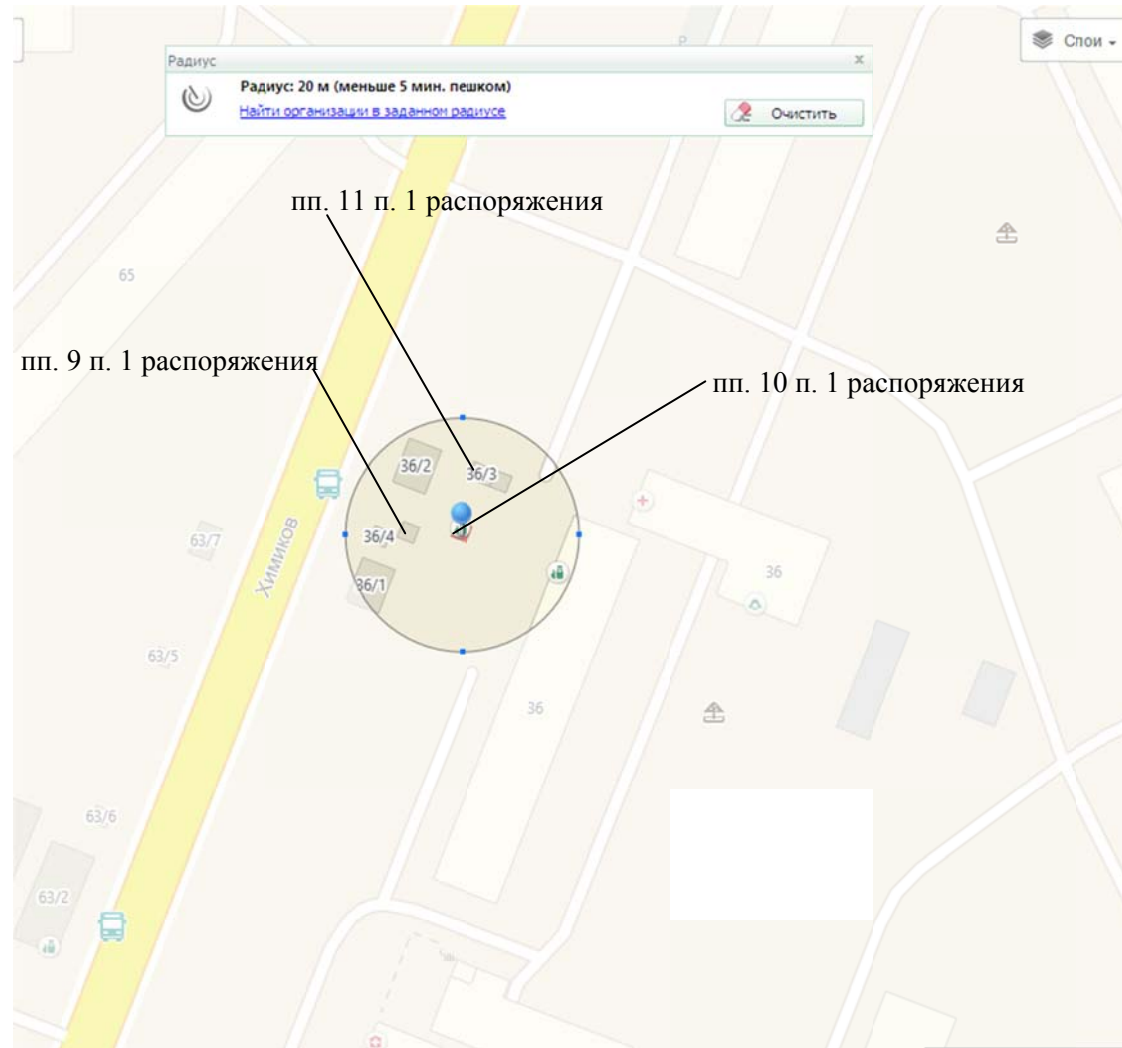 Р
Слои
Радиус
x
Радиус: 20 м (меньше 5 мин. пешком)
Найти организации в заданном радиусе
Очистить
пп. 11 п. 1 распоряжения
65
пп. 9 п. 1 распоряжения
пп. 10 п. 1 распоряжения
36/2
36/3
36/4
63/7
Химиков
36/1
36
63/5
36
63/6
63/2